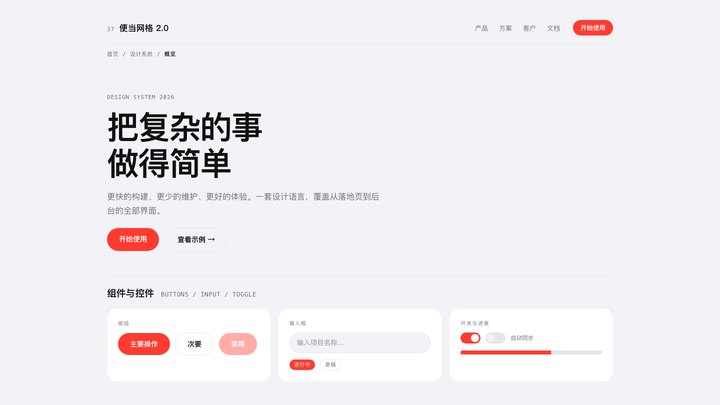 37 便当网格 2.0
产品 方案 客户 文档 开始使用
首页 / 设计系统 / 概览
DESIGN SYSTEM 2026
把复杂的事
做得简单
更快的构建、更少的维护、更好的体验。一套设计语言，覆盖从落地页到后
台的全部界面。
开始使用 查看示例 →
组件与控件 BUTTONS / INPUT / TOGGLE
按钮
主要操作 次要 禁用
输入框
输入项目名称…
进行中 草稿
开关与进度
自动同步